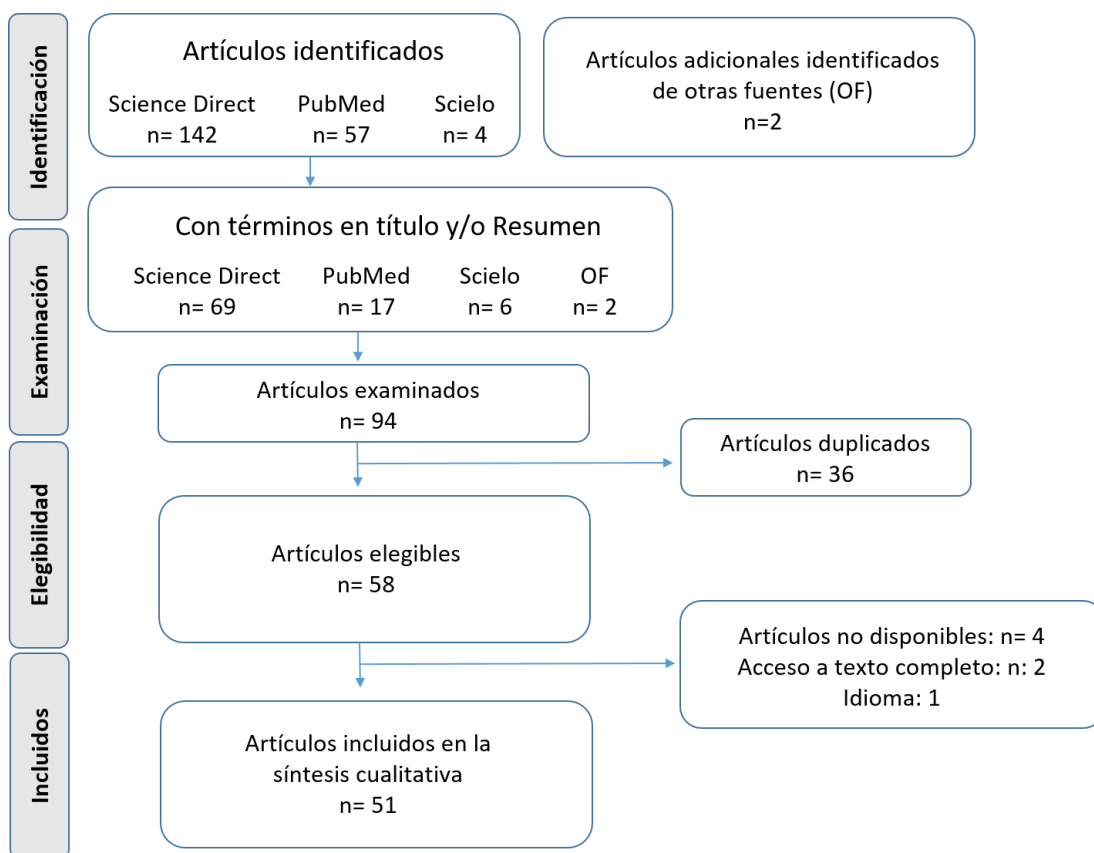 Identificación
Artículos identificados
Science Direct PubMed Scielo
n= 142 n= 57 n= 4
Artículos adicionales identificados
de otras fuentes (OF)
n=2
Examinación
Con términos en título y/o Resumen
Science Direct PubMed Scielo OF
n= 69 n= 17 n= 6 n= 2
Artículos examinados
n= 94
Elegibilidad
Artículos duplicados
n= 36
Artículos elegibles
n= 58
Artículos no disponibles: n= 4
Acceso a texto completo: n: 2
Idioma: 1
Incluidos
Artículos incluidos en la
síntesis cualitativa
n= 51